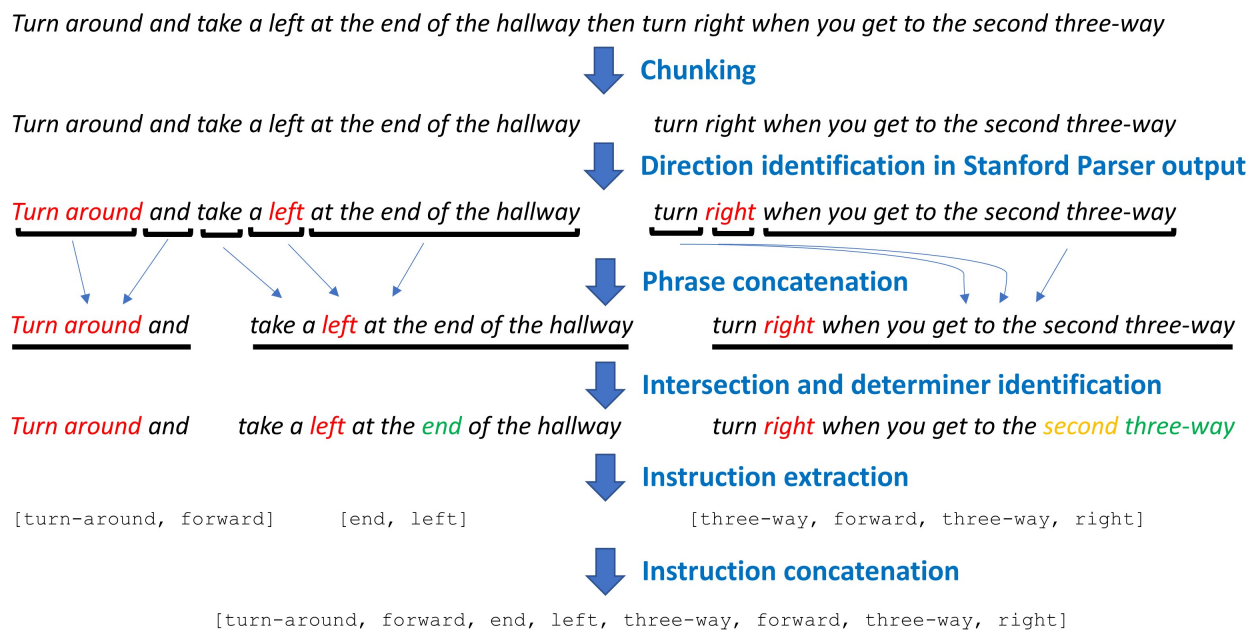 Turn around and take a left at the end of the hallway then turn right when you get to the second three-way
Chunking
Turn around and take a left at the end of the hallway turn right when you get to the second three-way
Direction identification in Stanford Parser output
Turn around and take a left at the end of the hallway turn right when you get to the second three-way
Phrase concatenation
Turn around and take a left at the end of the hallway turn right when you get to the second three-way
Intersection and determiner identification
Turn around and take a left at the end of the hallway turn right when you get to the second three-way
Instruction extraction
[turn-around, forward] [end, left] [three-way, forward, three-way, right]
Instruction concatenation
[turn-around, forward, end, left, three-way, forward, three-way, right]